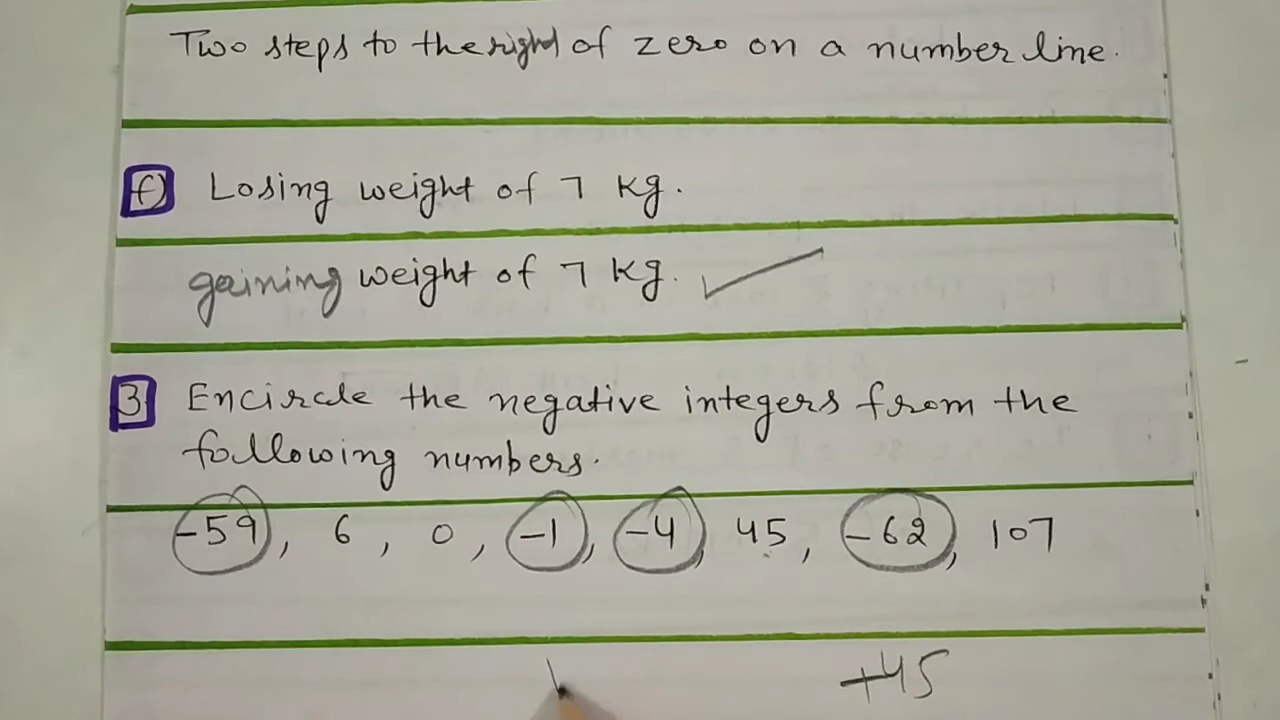 Two steps to the right of zero on a number line.
f) Losing weight of 7 kg.
gaining weight of 7 kg.
3 Encircle the negative integers from the
following numbers.
-59, 6, 0, -1, -4, 45, -62, 107
+45